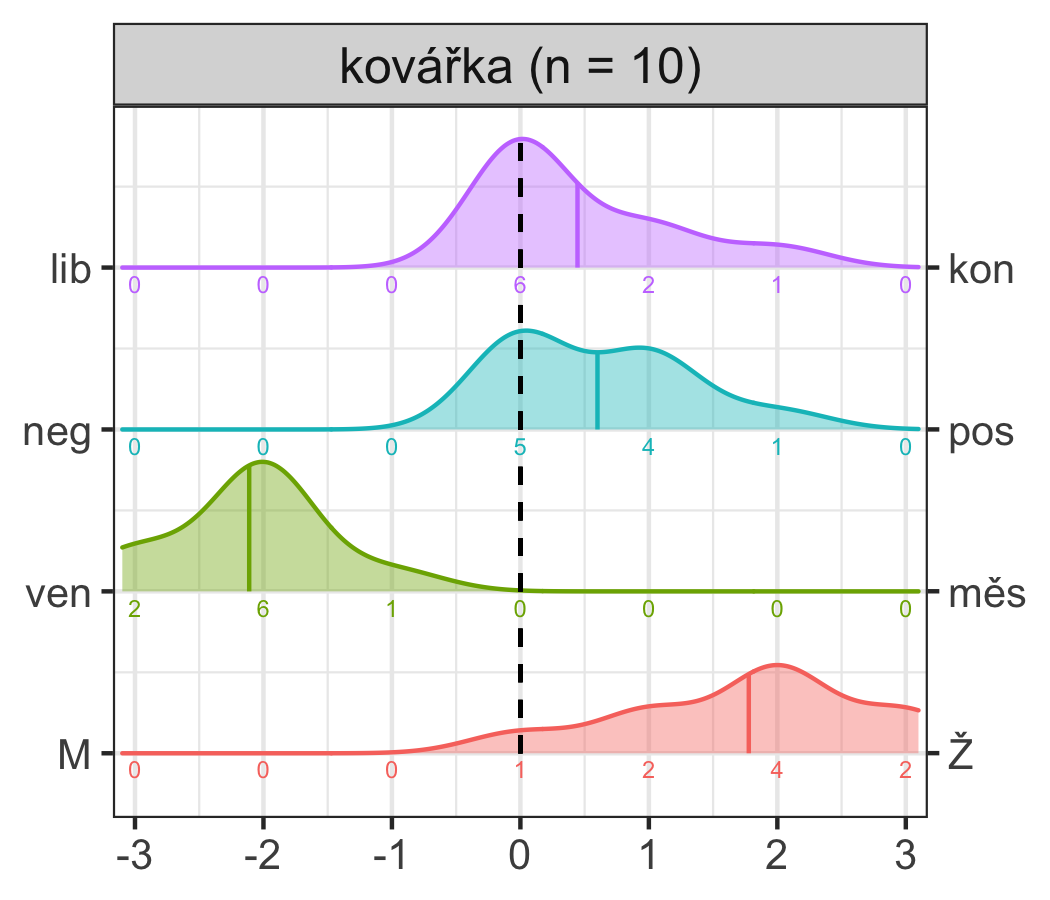 kovářka (n = 10)
lib kon
0 0 0 6 2 1 0
neg pos
0 0 0 5 4 1 0
ven měs
2 6 1 0 0 0 0
M Ž
0 0 0 1 2 4 2
-3 -2 -1 0 1 2 3